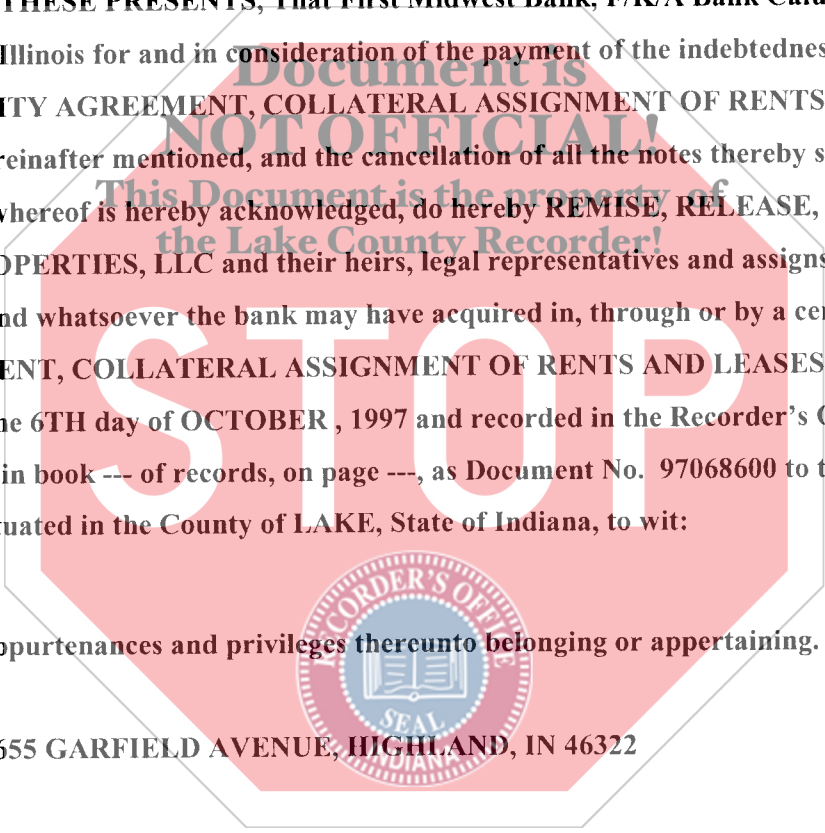 THESE PRESENTS, That First Midwest Bank, F/K/A Bank Calu
Illinois for and in consideration of the payment of the indebtednes
Document is
ITY AGREEMENT, COLLATERAL ASSIGNMENT OF RENTS
NOT OFFICIAL!
reinafter mentioned, and the cancellation of all the notes thereby s
This Document is the property of
whereof is hereby acknowledged, do hereby REMISE, RELEASE,
the Lake County Recorder!
OPERTIES, LLC and their heirs, legal representatives and assigns
nd whatsoever the bank may have acquired in, through or by a cer
ENT, COLLATERAL ASSIGNMENT OF RENTS AND LEASES
STOP
he 6TH day of OCTOBER , 1997 and recorded in the Recorder's O
in book --- of records, on page ---, as Document No. 97068600 to t
tuated in the County of LAKE, State of Indiana, to wit:
RECORDER'S OFFICE
ppurtenances and privileges thereunto belonging or appertaining.
SEAL
INDIANA
655 GARFIELD AVENUE, HIGHLAND, IN 46322